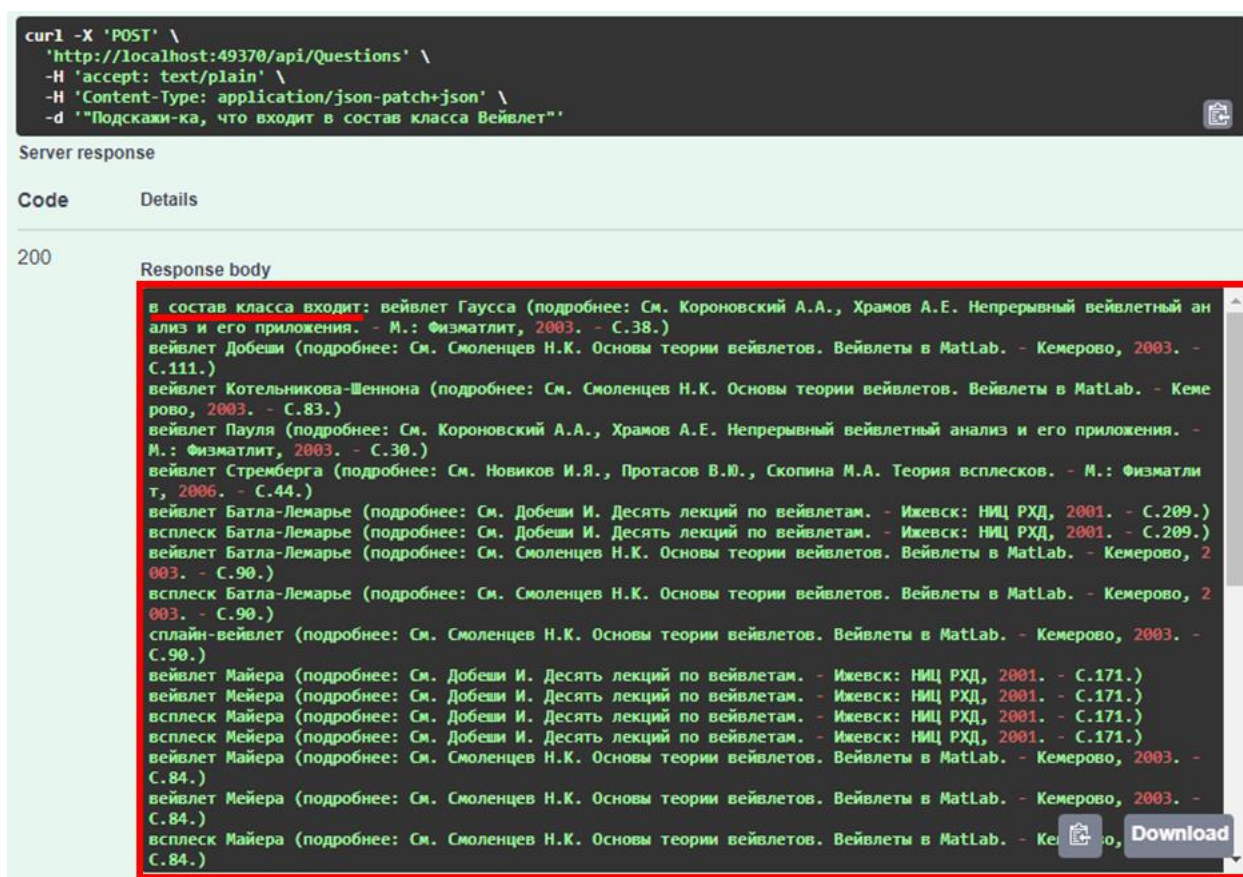 curl -X 'POST' \
'http://localhost:49370/api/Questions' \
-H 'accept: text/plain' \
-H 'Content-Type: application/json-patch+json' \
-d '"Подскажи-ка, что входит в состав класса Вейвлет"'
Server response
Code Details
200
Response body
в состав класса входит: вейвлет Гаусса (подробнее: См. Короновский А.А., Храмов А.Е. Непрерывный вейвлетный ан
ализ и его приложения. - М.: Физматлит, 2003. - С.38.)
вейвлет Добеши (подробнее: См. Смоленцев Н.К. Основы теории вейвлетов. Вейвлеты в MatLab. - Кемерово, 2003. -
С.111.)
вейвлет Котельникова-Шеннона (подробнее: См. Смоленцев Н.К. Основы теории вейвлетов. Вейвлеты в MatLab. - Кеме
рово, 2003. - С.83.)
вейвлет Пауля (подробнее: См. Короновский А.А., Храмов А.Е. Непрерывный вейвлетный анализ и его приложения. -
М.: Физматлит, 2003. - С.30.)
вейвлет Стремберга (подробнее: См. Новиков И.Я., Протасов В.Ю., Скопина М.А. Теория всплесков. - М.: Физматли
т, 2006. - С.44.)
вейвлет Батла-Лемарье (подробнее: См. Добеши И. Десять лекций по вейвлетам. - Ижевск: НИЦ РХД, 2001. - С.209.)
всплеск Батла-Лемарье (подробнее: См. Добеши И. Десять лекций по вейвлетам. - Ижевск: НИЦ РХД, 2001. - С.209.)
вейвлет Батла-Лемарье (подробнее: См. Смоленцев Н.К. Основы теории вейвлетов. Вейвлеты в MatLab. - Кемерово, 2
003. - С.90.)
всплеск Батла-Лемарье (подробнее: См. Смоленцев Н.К. Основы теории вейвлетов. Вейвлеты в MatLab. - Кемерово, 2
003. - С.90.)
сплайн-вейвлет (подробнее: См. Смоленцев Н.К. Основы теории вейвлетов. Вейвлеты в MatLab. - Кемерово, 2003. -
С.90.)
вейвлет Майера (подробнее: См. Добеши И. Десять лекций по вейвлетам. - Ижевск: НИЦ РХД, 2001. - С.171.)
вейвлет Мейера (подробнее: См. Добеши И. Десять лекций по вейвлетам. - Ижевск: НИЦ РХД, 2001. - С.171.)
всплеск Майера (подробнее: См. Добеши И. Десять лекций по вейвлетам. - Ижевск: НИЦ РХД, 2001. - С.171.)
всплеск Мейера (подробнее: См. Добеши И. Десять лекций по вейвлетам. - Ижевск: НИЦ РХД, 2001. - С.171.)
вейвлет Майера (подробнее: См. Смоленцев Н.К. Основы теории вейвлетов. Вейвлеты в MatLab. - Кемерово, 2003. -
С.84.)
вейвлет Мейера (подробнее: См. Смоленцев Н.К. Основы теории вейвлетов. Вейвлеты в MatLab. - Кемерово, 2003. -
С.84.)
всплеск Майера (подробнее: См. Смоленцев Н.К. Основы теории вейвлетов. Вейвлеты в MatLab. -
С.84.)
Download